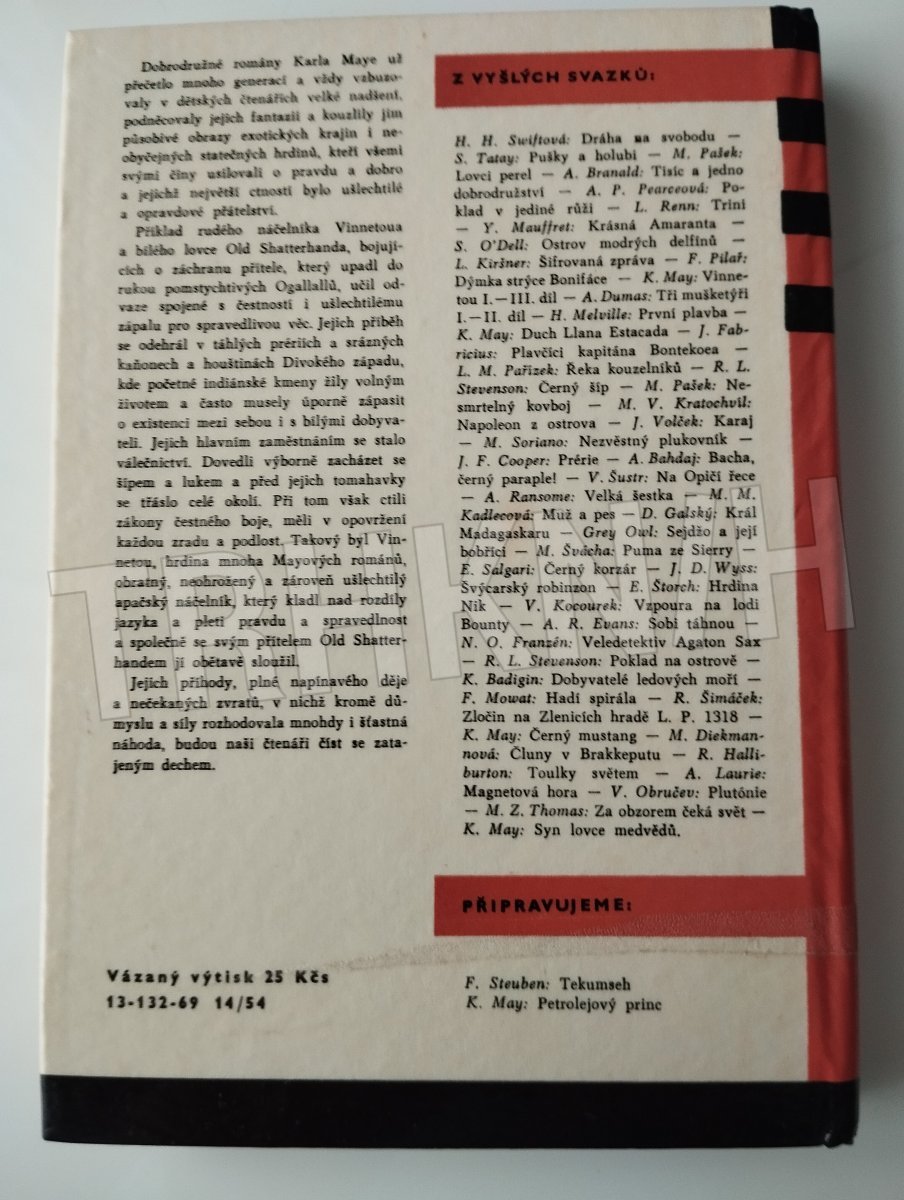 Dobrodružné romány Karla Maye už
přečetlo mnoho generací a vždy vzbuzo-
valy v dětských čtenářích velké nadšení,
podněcovaly jejich fantazii a kouzlily jim
působivé obrazy exotických krajin i ne-
obyčejných statečných hrdinů, kteří všemi
svými činy usilovali o pravdu a dobro
a jejichž největší ctností bylo ušlechtilé
a opravdové přátelství.
Příklad rudého náčelníka Vinnetoua
a bílého lovce Old Shatterhanda, bojují-
cích o záchranu přítele, který upadl do
rukou pomstychtivých Ogallallů, učil od-
vaze spojené s čestností i ušlechtilému
zápalu pro spravedlivou věc. Jejich příběh
se odehrál v táhlých prériích a srázných
kaňonech a houštinách Divokého západu,
kde početné indiánské kmeny žily volným
životem a často musely úporně zápasit
o existenci mezi sebou i s bílými dobyva-
teli. Jejich hlavním zaměstnáním se stalo
válečnictví. Dovedli výborně zacházet se
šípem a lukem a před jejich tomahavky
se třáslo celé okolí. Při tom však ctili
zákony čestného boje, měli v opovržení
každou zradu a podlost. Takový byl Vin-
netou, hrdina mnoha Mayových románů,
obratný, neohrožený a zároveň ušlechtilý
apačský náčelník, který kladl nad rozdíly
jazyka a pleti pravdu a spravedlnost
a společně se svým přítelem Old Shatter-
handem jí obětavě sloužil.
Jejich příhody, plné napínavého děje
a nečekaných zvratů, v nichž kromě dů-
myslu a síly rozhodovala mnohdy i šťastná
náhoda, budou naši čtenáři číst se zata-
jeným dechem.
Vázaný výtisk 25 Kčs
13-132-69 14/54
Z VYŠLÝCH SVAZKŮ:
H. H. Swiftová: Dráha na svobodu —
S. Tatay: Pušky a holubi — M. Pašek:
Lovci perel — A. Branald: Tisíc a jedno
dobrodružství — A. P. Pearceová: Po-
klad v jediné růži — L. Renn: Trini
— Y. Mauffret: Krásná Amaranta —
S. O'Dell: Ostrov modrých delfínů —
L. Kiršner: Šifrovaná zpráva — F. Pilař:
Dýmka strýce Bonifáce — K. May: Vinne-
tou I.—III. díl — A. Dumas: Tři mušketýři
I.—II. díl — H. Melville: První plavba —
K. May: Duch Llana Estacada — J. Fab-
ricius: Plavčíci kapitána Bontekoea —
L. M. Pařízek: Řeka kouzelníků — R. L.
Stevenson: Černý šíp — M. Pašek: Ne-
smrtelný kovboj — M. V. Kratochvíl:
Napoleon z ostrova — J. Volček: Karaj
— M. Soriano: Nezvěstný plukovník —
J. F. Cooper: Prérie — A. Bahdaj: Bacha,
černý paraple! — V. Šustr: Na Opičí řece
— A. Ransome: Velká šestka — M. M.
Kadlecová: Muž a pes — D. Galský: Král
Madagaskaru — Grey Owl: Sejdžo a její
bobříci — M. Švácha: Puma ze Sierry —
E. Salgari: Černý korzár — J. D. Wyss:
Švýcarský robinzon — E. Štorch: Hrdina
Nik — V. Kocourek: Vzpoura na lodi
Bounty — A. R. Evans: Sobi táhnou —
N. O. Franzén: Veledetektiv Agaton Sax
— R. L. Stevenson: Poklad na ostrově —
K. Badigin: Dobyvatelé ledových moří —
F. Mowat: Hadí spirála — R. Šimáček:
Zločin na Zlenicích hradě L. P. 1318 —
K. May: Černý mustang — M. Diekman-
nová: Čluny v Brakkeputu — R. Halli-
burton: Toulky světem — A. Laurie:
Magnetová hora — V. Obručev: Plutónie
— M. Z. Thomas: Za obzorem čeká svět —
K. May: Syn lovce medvědů.
PŘIPRAVUJEME:
F. Steuben: Tekumseh
K. May: Petrolejový princ